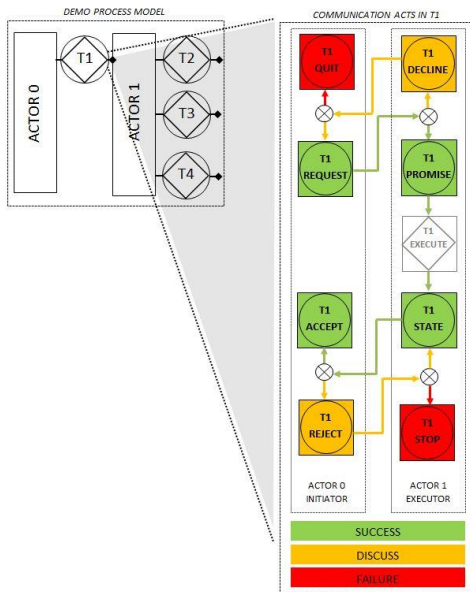 DEMO PROCESS MODEL
ACTOR 0
T1
ACTOR 1
T2
T3
T4
COMMUNICATION ACTS IN T1
T1
QUIT
T1
DECLINE
T1
REQUEST
T1
PROMISE
T1
EXECUTE
T1
ACCEPT
T1
STATE
T1
REJECT
T1
STOP
ACTOR 0
INITIATOR
ACTOR 1
EXECUTOR
SUCCESS
DISCUSS
FAILURE